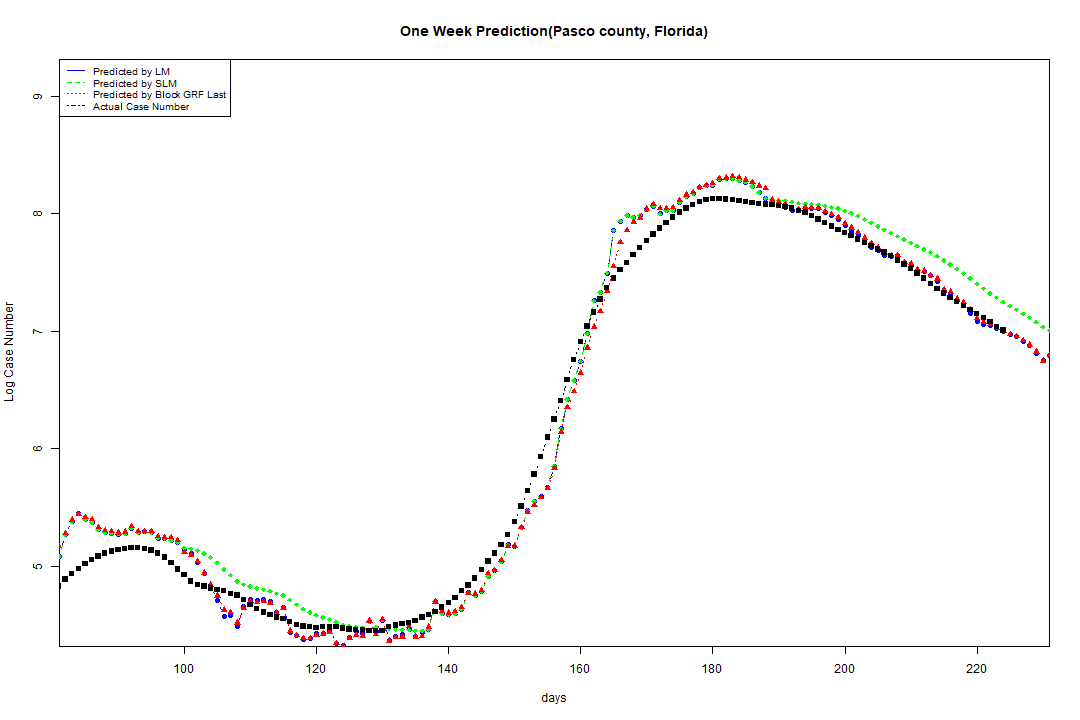 One Week Prediction(Pasco county, Florida)
Predicted by LM
Predicted by SLM
Predicted by Block GRF Last
Actual Case Number
9
8
7
6
5
Log Case Number
100 120 140 160 180 200 220
days